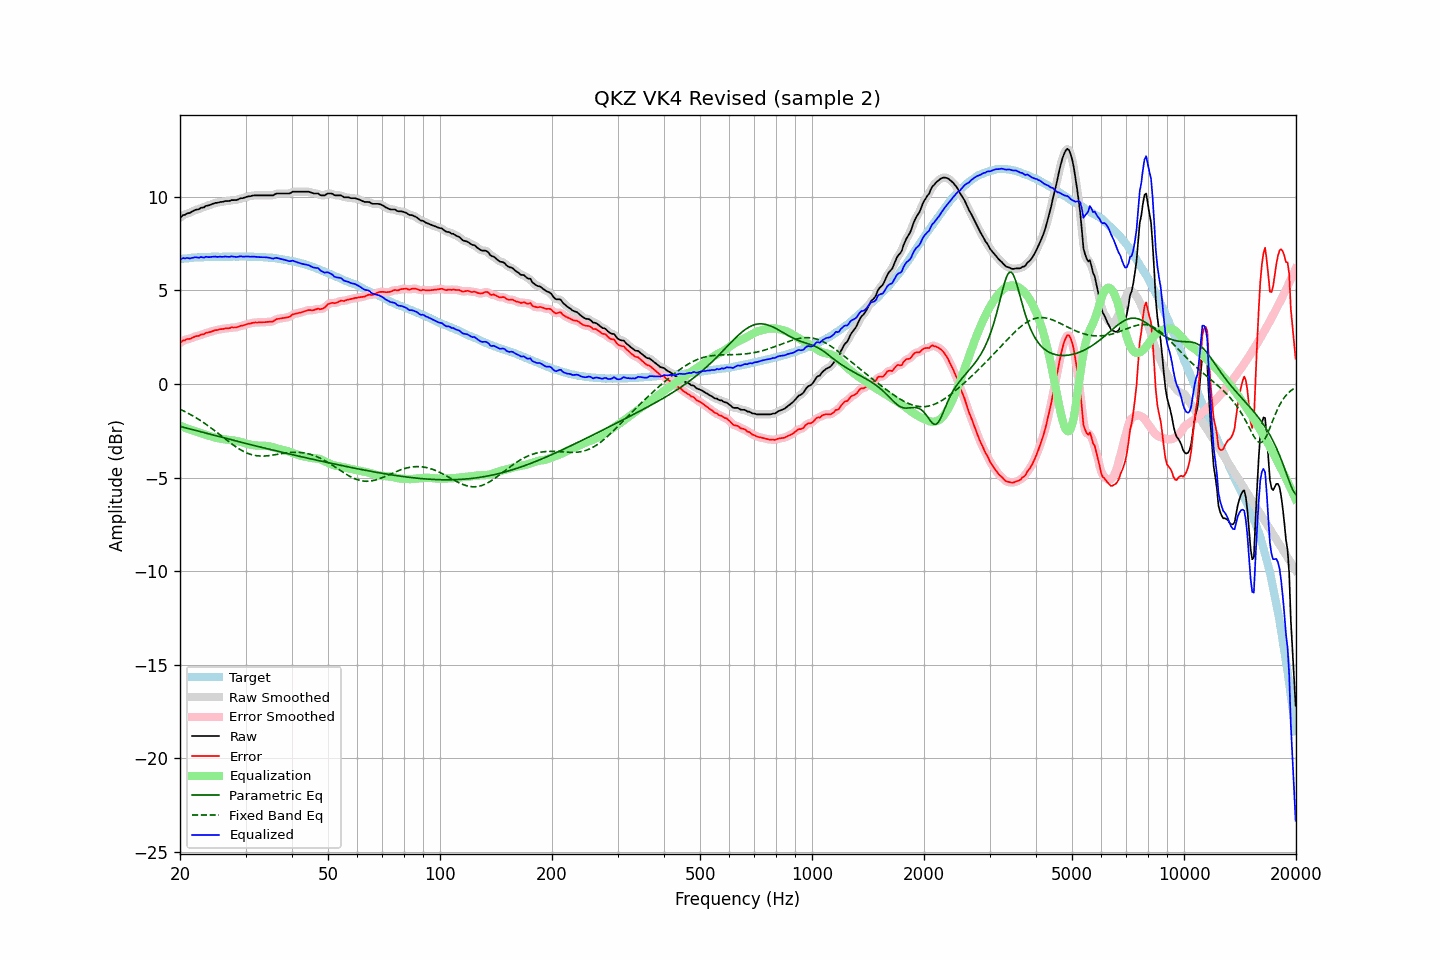 QKZ VK4 Revised (sample 2)
Amplitude (dBr)
10
5
0
−5
−10
−15
−20
−25
Target
Raw Smoothed
Error Smoothed
Raw
Error
Equalization
Parametric Eq
Fixed Band Eq
Equalized
20 50 100 200 500 1000 2000 5000 10000 20000
Frequency (Hz)